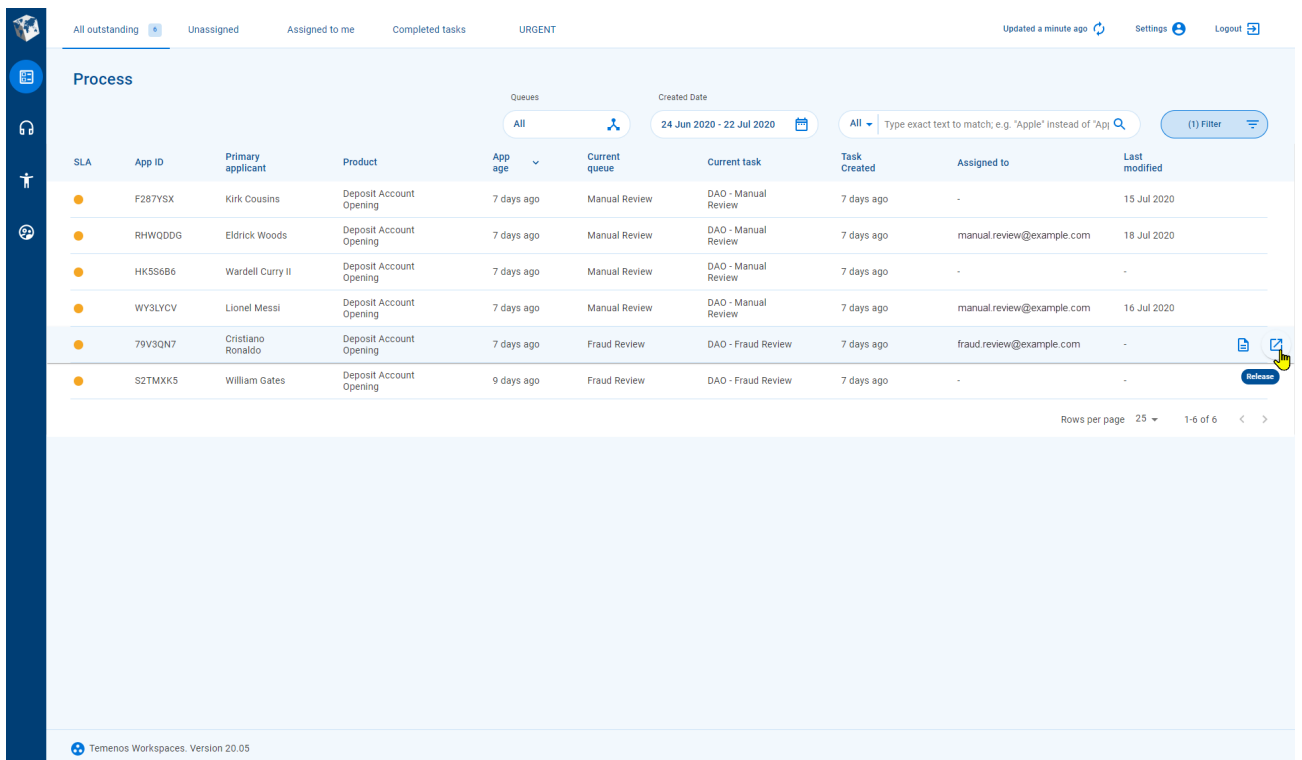 All outstanding 6 Unassigned Assigned to me Completed tasks URGENT Updated a minute ago Settings Logout
Process
Queues Created Date
All 24 Jun 2020 - 22 Jul 2020 All Type exact text to match; e.g. "Apple" instead of "Ap (1) Filter
SLA App ID Primary applicant Product App age Current queue Current task Task Created Assigned to Last modified
F287YSX Kirk Cousins Deposit Account Opening 7 days ago Manual Review DAO - Manual Review 7 days ago - 15 Jul 2020
RHWQDDG Eldrick Woods Deposit Account Opening 7 days ago Manual Review DAO - Manual Review 7 days ago manual.review@example.com 18 Jul 2020
HK5S6B6 Wardell Curry II Deposit Account Opening 7 days ago Manual Review DAO - Manual Review 7 days ago - -
WY3LYCV Lionel Messi Deposit Account Opening 7 days ago Manual Review DAO - Manual Review 7 days ago manual.review@example.com 16 Jul 2020
79V3QN7 Cristiano Ronaldo Deposit Account Opening 7 days ago Fraud Review DAO - Fraud Review 7 days ago fraud.review@example.com -
S2TMXK5 William Gates Deposit Account Opening 9 days ago Fraud Review DAO - Fraud Review 7 days ago - - Release
Rows per page 25 1-6 of 6
Temenos Workspaces. Version 20.05